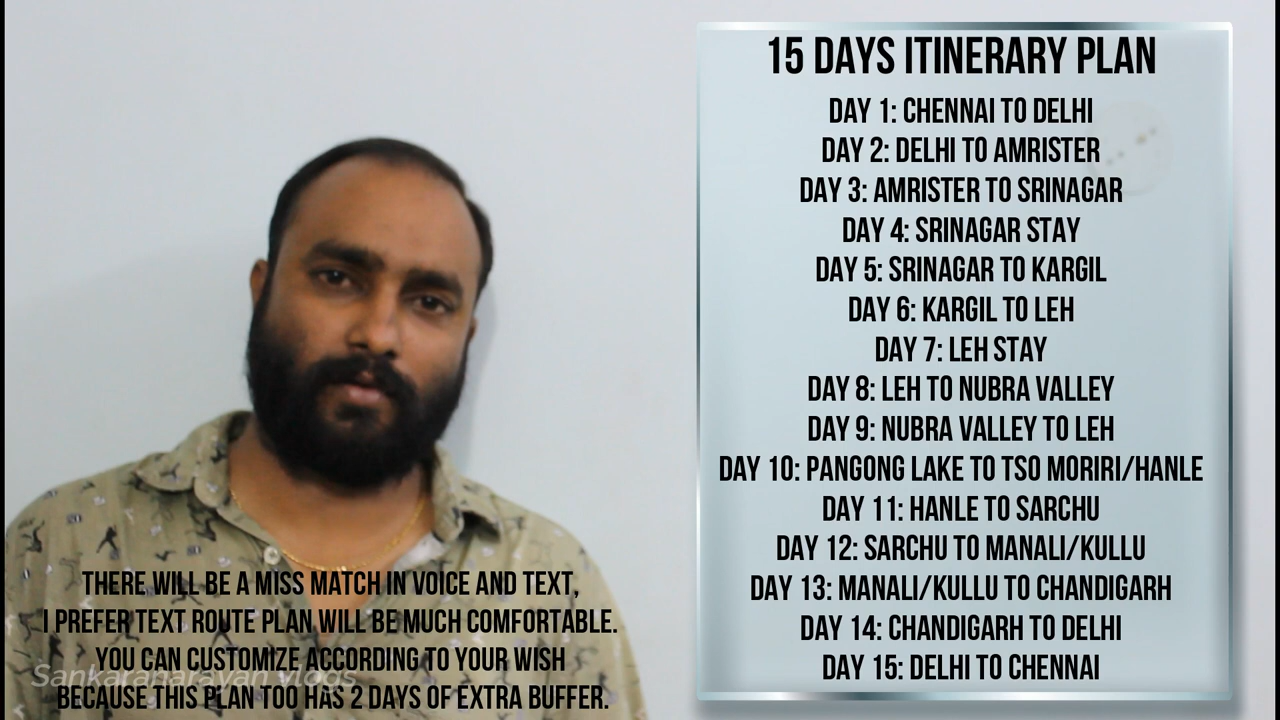 15 DAYS ITINERARY PLAN
DAY 1: CHENNAI TO DELHI
DAY 2: DELHI TO AMRISTER
DAY 3: AMRISTER TO SRINAGAR
DAY 4: SRINAGAR STAY
DAY 5: SRINAGAR TO KARGIL
DAY 6: KARGIL TO LEH
DAY 7: LEH STAY
DAY 8: LEH TO NUBRA VALLEY
DAY 9: NUBRA VALLEY TO LEH
DAY 10: PANGONG LAKE TO TSO MORIRI/HANLE
DAY 11: HANLE TO SARCHU
DAY 12: SARCHU TO MANALI/KULLU
DAY 13: MANALI/KULLU TO CHANDIGARH
DAY 14: CHANDIGARH TO DELHI
DAY 15: DELHI TO CHENNAI
THERE WILL BE A MISS MATCH IN VOICE AND TEXT,
I PREFER TEXT ROUTE PLAN WILL BE MUCH COMFORTABLE.
YOU CAN CUSTOMIZE ACCORDING TO YOUR WISH
Sankaranarayan vlogs
BECAUSE THIS PLAN TOO HAS 2 DAYS OF EXTRA BUFFER.